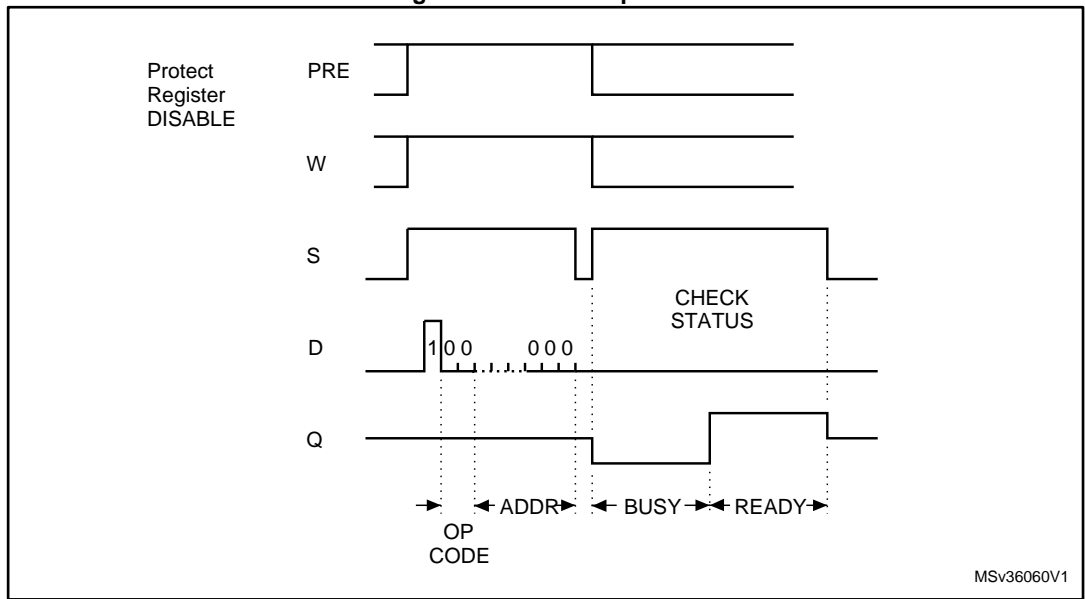 Protect
Register
DISABLE
PRE
W
S
CHECK
STATUS
D
1 0 0 0 0 0
Q
ADDR
BUSY
READY
OP
CODE
MSv36060V1